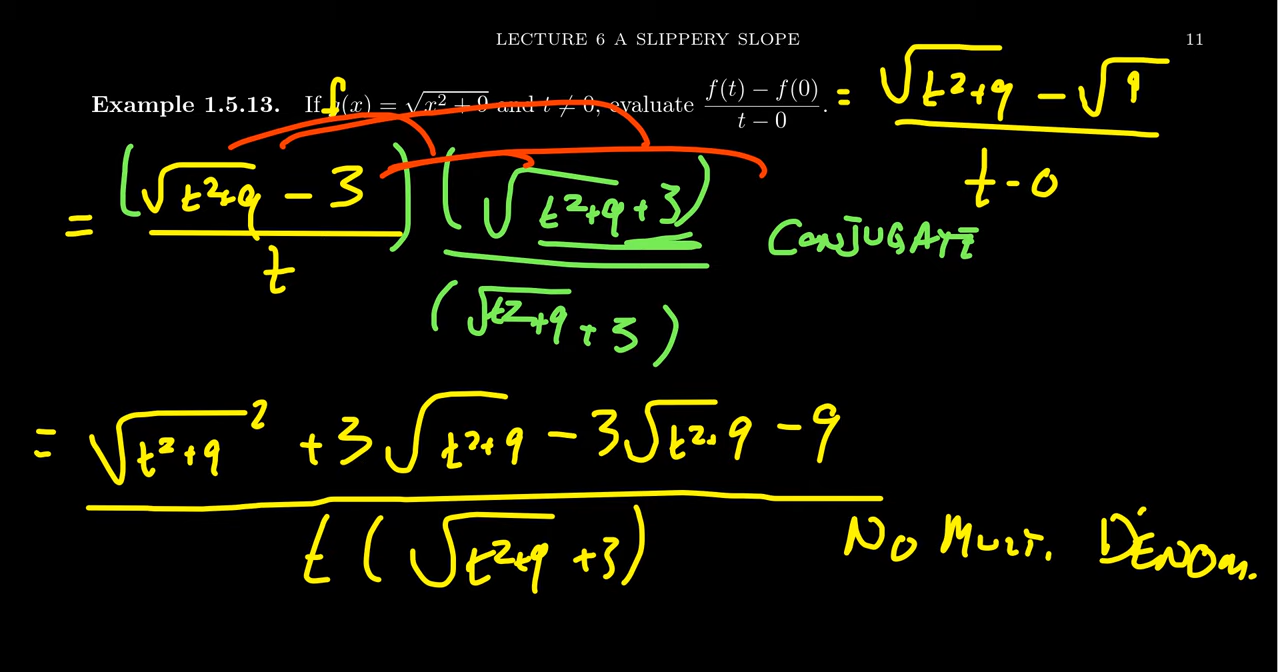 LECTURE 6 A SLIPPERY SLOPE 11
Example 1.5.13. If f(x) = √(x² + 9) and t ≠ 0, evaluate (f(t) − f(0))/(t − 0). = (√(t²+9) − √9)/(t - 0)
= ((√(t²+9) − 3)/t) (√(t²+9) + 3)/(√(t²+9) + 3) CONJUGATE
= (√(t²+9)² + 3√(t²+9) − 3√(t²+9) − 9)/(t(√(t²+9) + 3)) NO MULT. DENOM.